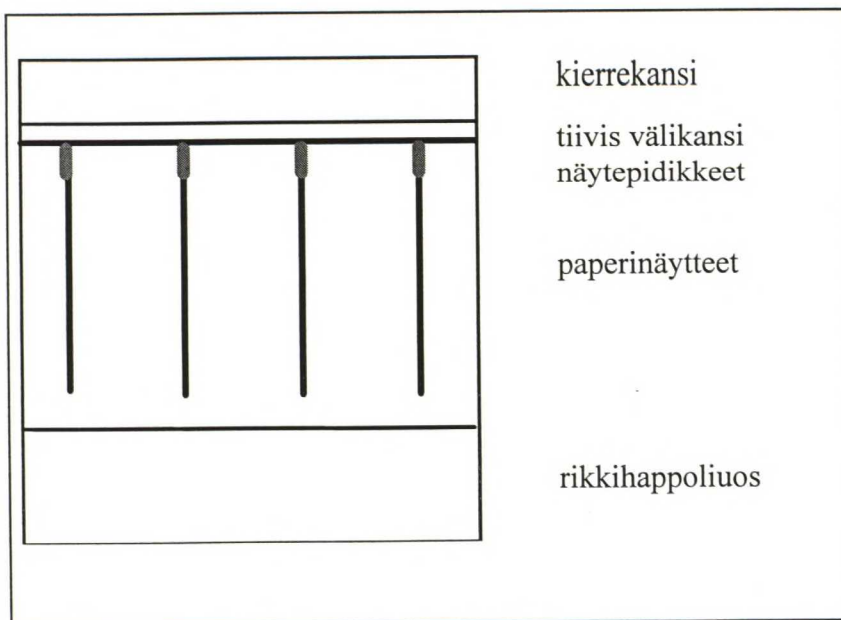 kierrekansi
tiivis välikansi
näytepidikkeet
paperinäytteet
rikkihappoliuos